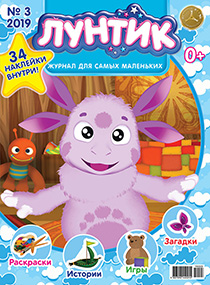 № 3
2019
ЛУНТИК
ЖУРНАЛ ДЛЯ САМЫХ МАЛЕНЬКИХ
0+
34
НАКЛЕЙКИ
ВНУТРИ!
Раскраски
Истории
Игры
Загадки